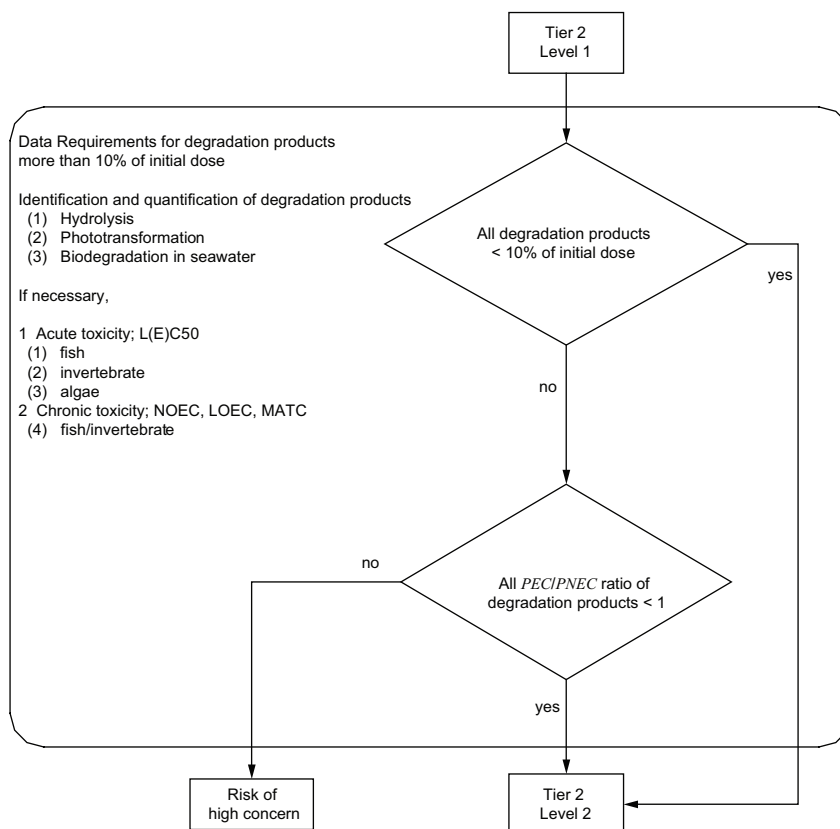 Tier 2
Level 1
Data Requirements for degradation products
more than 10% of initial dose
Identification and quantification of degradation products
(1) Hydrolysis
(2) Phototransformation
(3) Biodegradation in seawater
If necessary,
1 Acute toxicity; L(E)C50
(1) fish
(2) invertebrate
(3) algae
2 Chronic toxicity; NOEC, LOEC, MATC
(4) fish/invertebrate
All degradation products
< 10% of initial dose
yes
no
All PEC/PNEC ratio of
degradation products < 1
no
yes
Risk of
high concern
Tier 2
Level 2